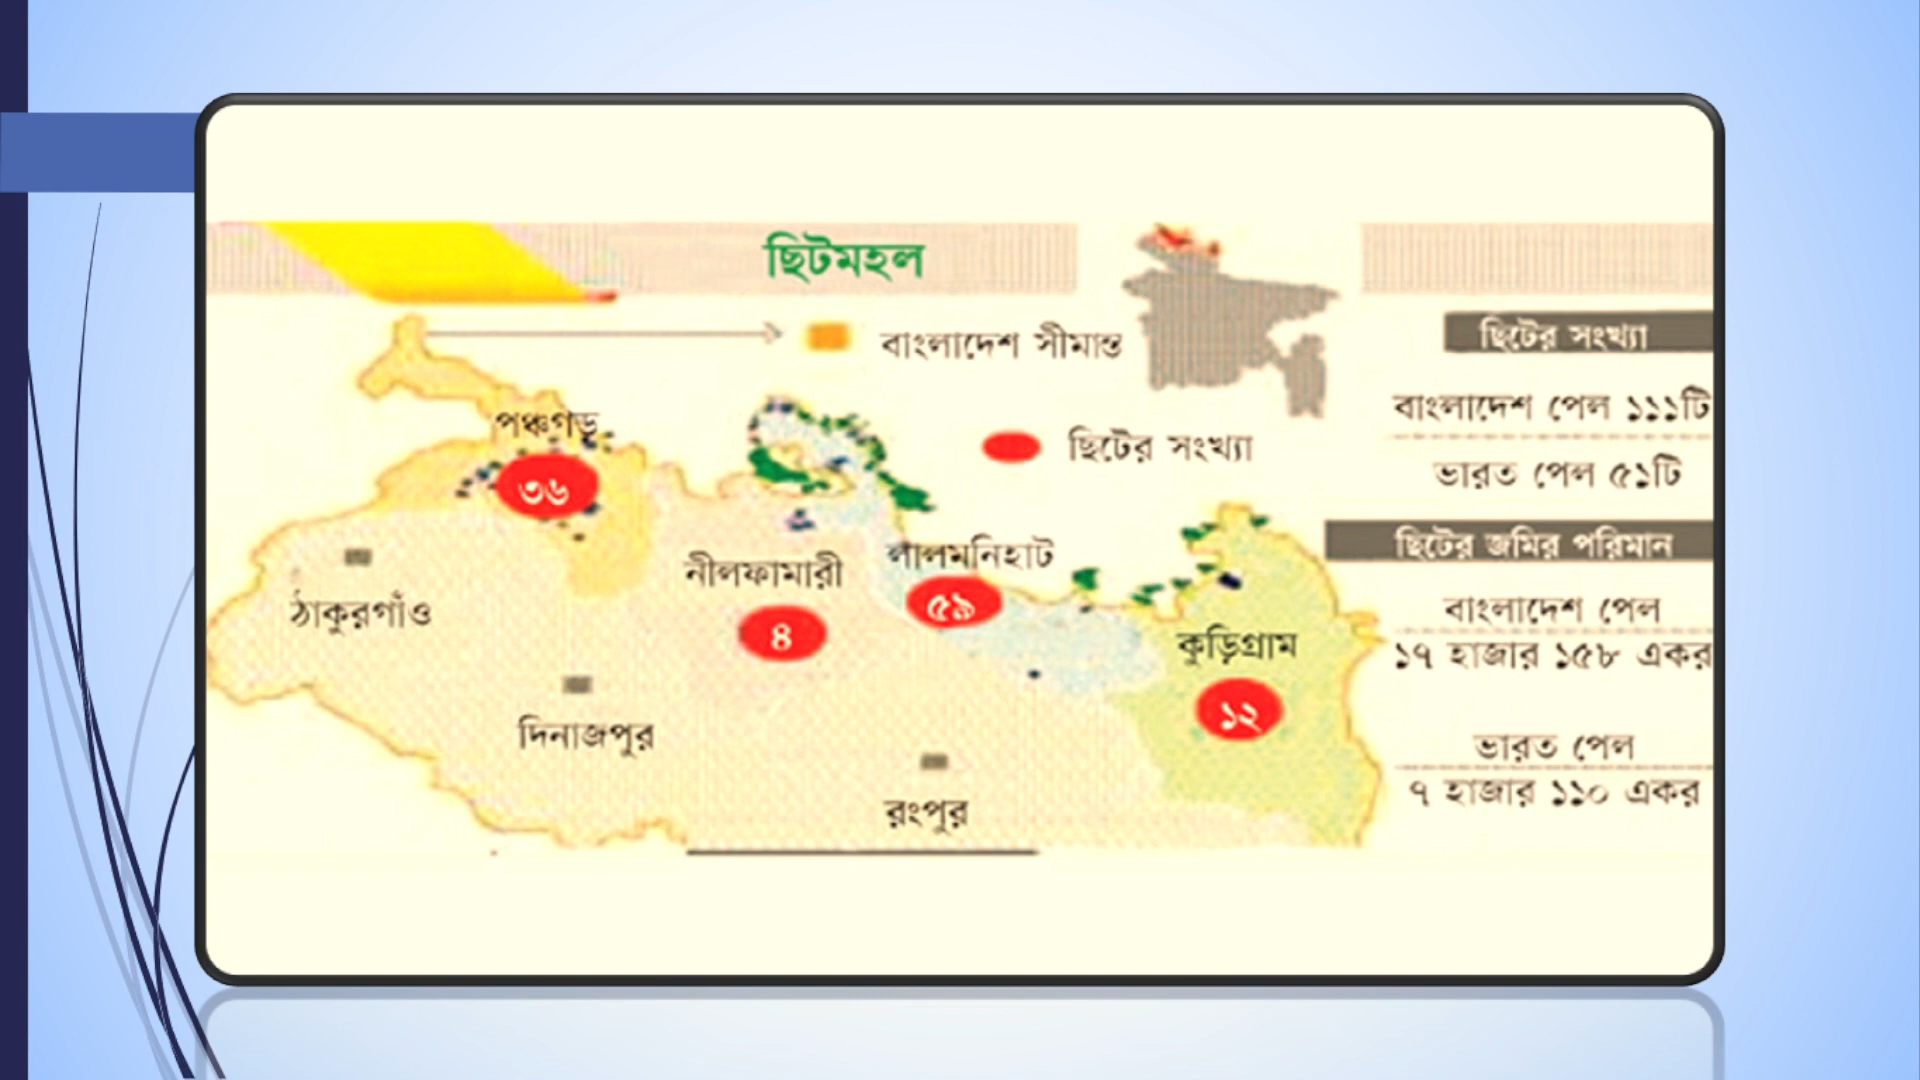 ছিটমহল
বাংলাদেশ সীমান্ত
ছিটের সংখ্যা
পঞ্চগড়
৩৬
ঠাকুরগাঁও
নীলফামারী
৪
লালমনিহাট
৫৯
কুড়িগ্রাম
১২
দিনাজপুর
রংপুর
ছিটের সংখ্যা
বাংলাদেশ পেল ১১১টি
ভারত পেল ৫১টি
ছিটের জমির পরিমান
বাংলাদেশ পেল
১৭ হাজার ১৫৮ একর
ভারত পেল
৭ হাজার ১১০ একর